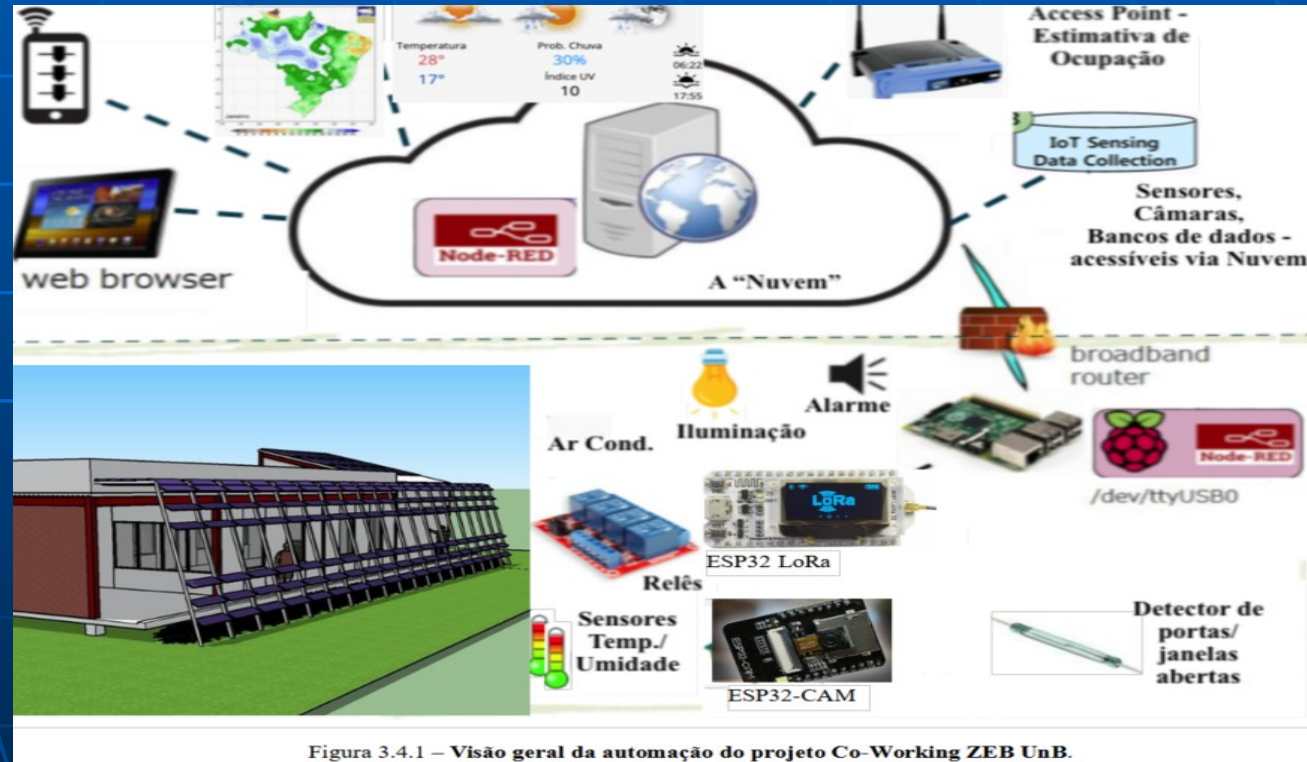 Temperatura
28°
17°
Prob. Chuva
30%
Índice UV
10
06:22
17:55
Access Point -
Estimativa de
Ocupação
IoT Sensing
Data Collection
Sensores,
Câmaras,
Bancos de dados -
acessíveis via Nuvem
web browser
Node-RED
A “Nuvem”
broadband
router
Alarme
Iluminação
Ar Cond.
Node-RED
/dev/ttyUSB0
LoRa
ESP32 LoRa
Relês
Sensores
Temp./
Umidade
ESP32-CAM
ESP32-CAM
Detector de
portas/
janelas
abertas
Figura 3.4.1 – Visão geral da automação do projeto Co-Working ZEB UnB.